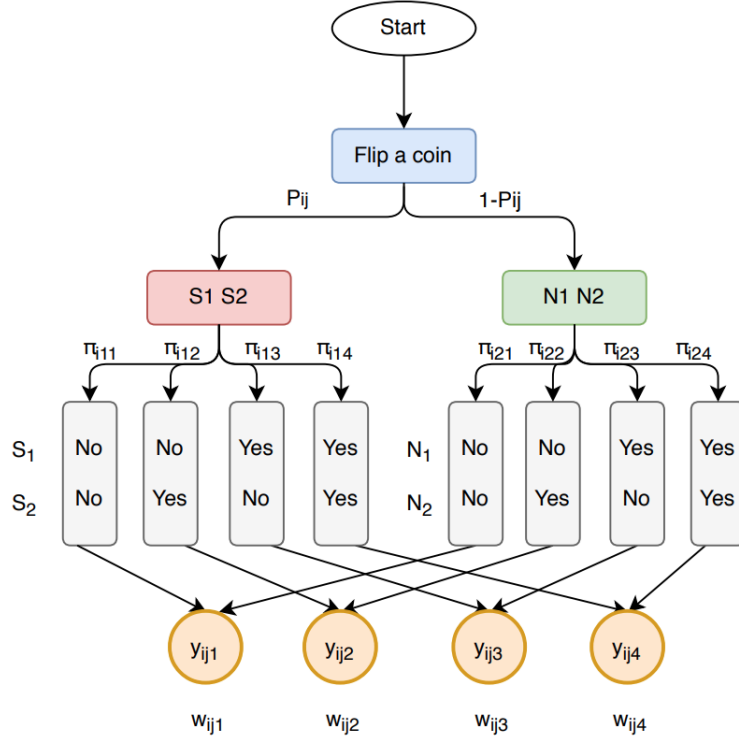 Start
Flip a coin
Pij 1-Pij
S1 S2 N1 N2
πi11 πi12 πi13 πi14 πi21 πi22 πi23 πi24
S1 No No Yes Yes N1 No No Yes Yes
S2 No Yes No Yes N2 No Yes No Yes
yij1 yij2 yij3 yij4
wij1 wij2 wij3 wij4